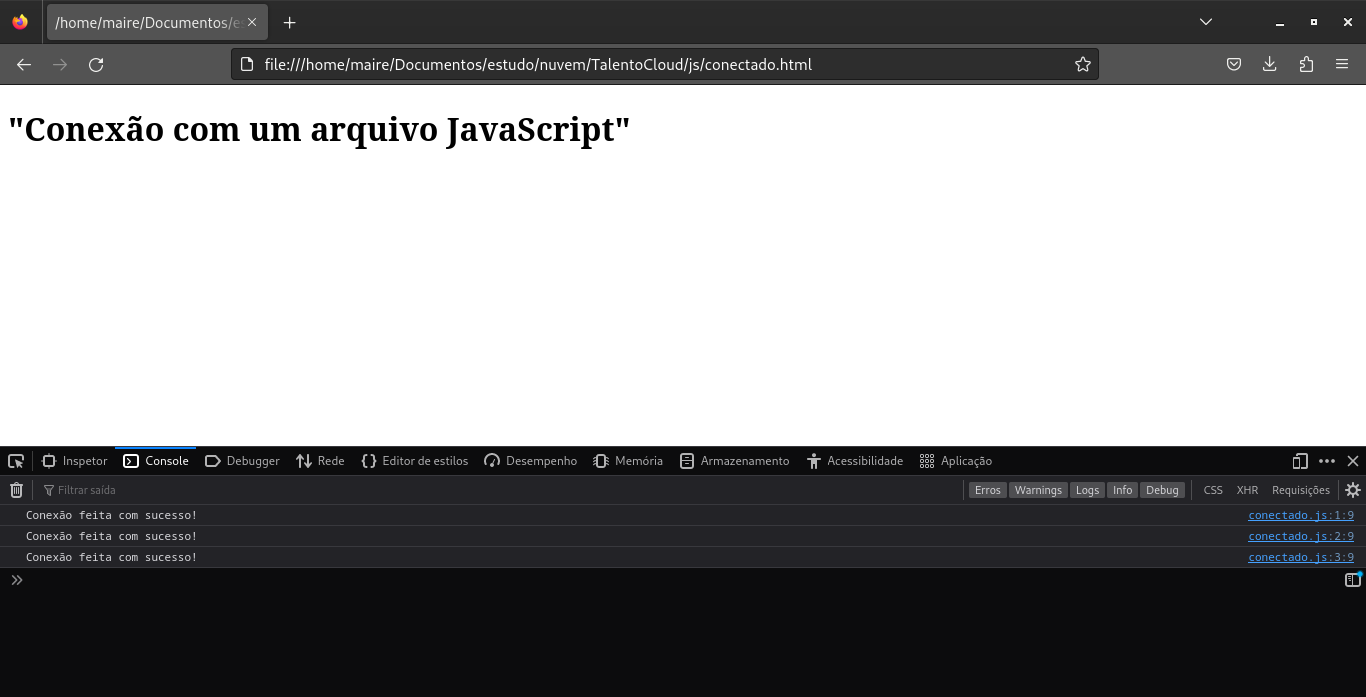 /home/maire/Documentos/es
file:///home/maire/Documentos/estudo/nuvem/TalentoCloud/js/conectado.html
"Conexão com um arquivo JavaScript"
Inspetor Console Debugger Rede Editor de estilos Desempenho Memória Armazenamento Acessibilidade Aplicação
Filtrar saída Erros Warnings Logs Info Debug CSS XHR Requisições
Conexão feita com sucesso! conectado.js:1:9
Conexão feita com sucesso! conectado.js:2:9
Conexão feita com sucesso! conectado.js:3:9